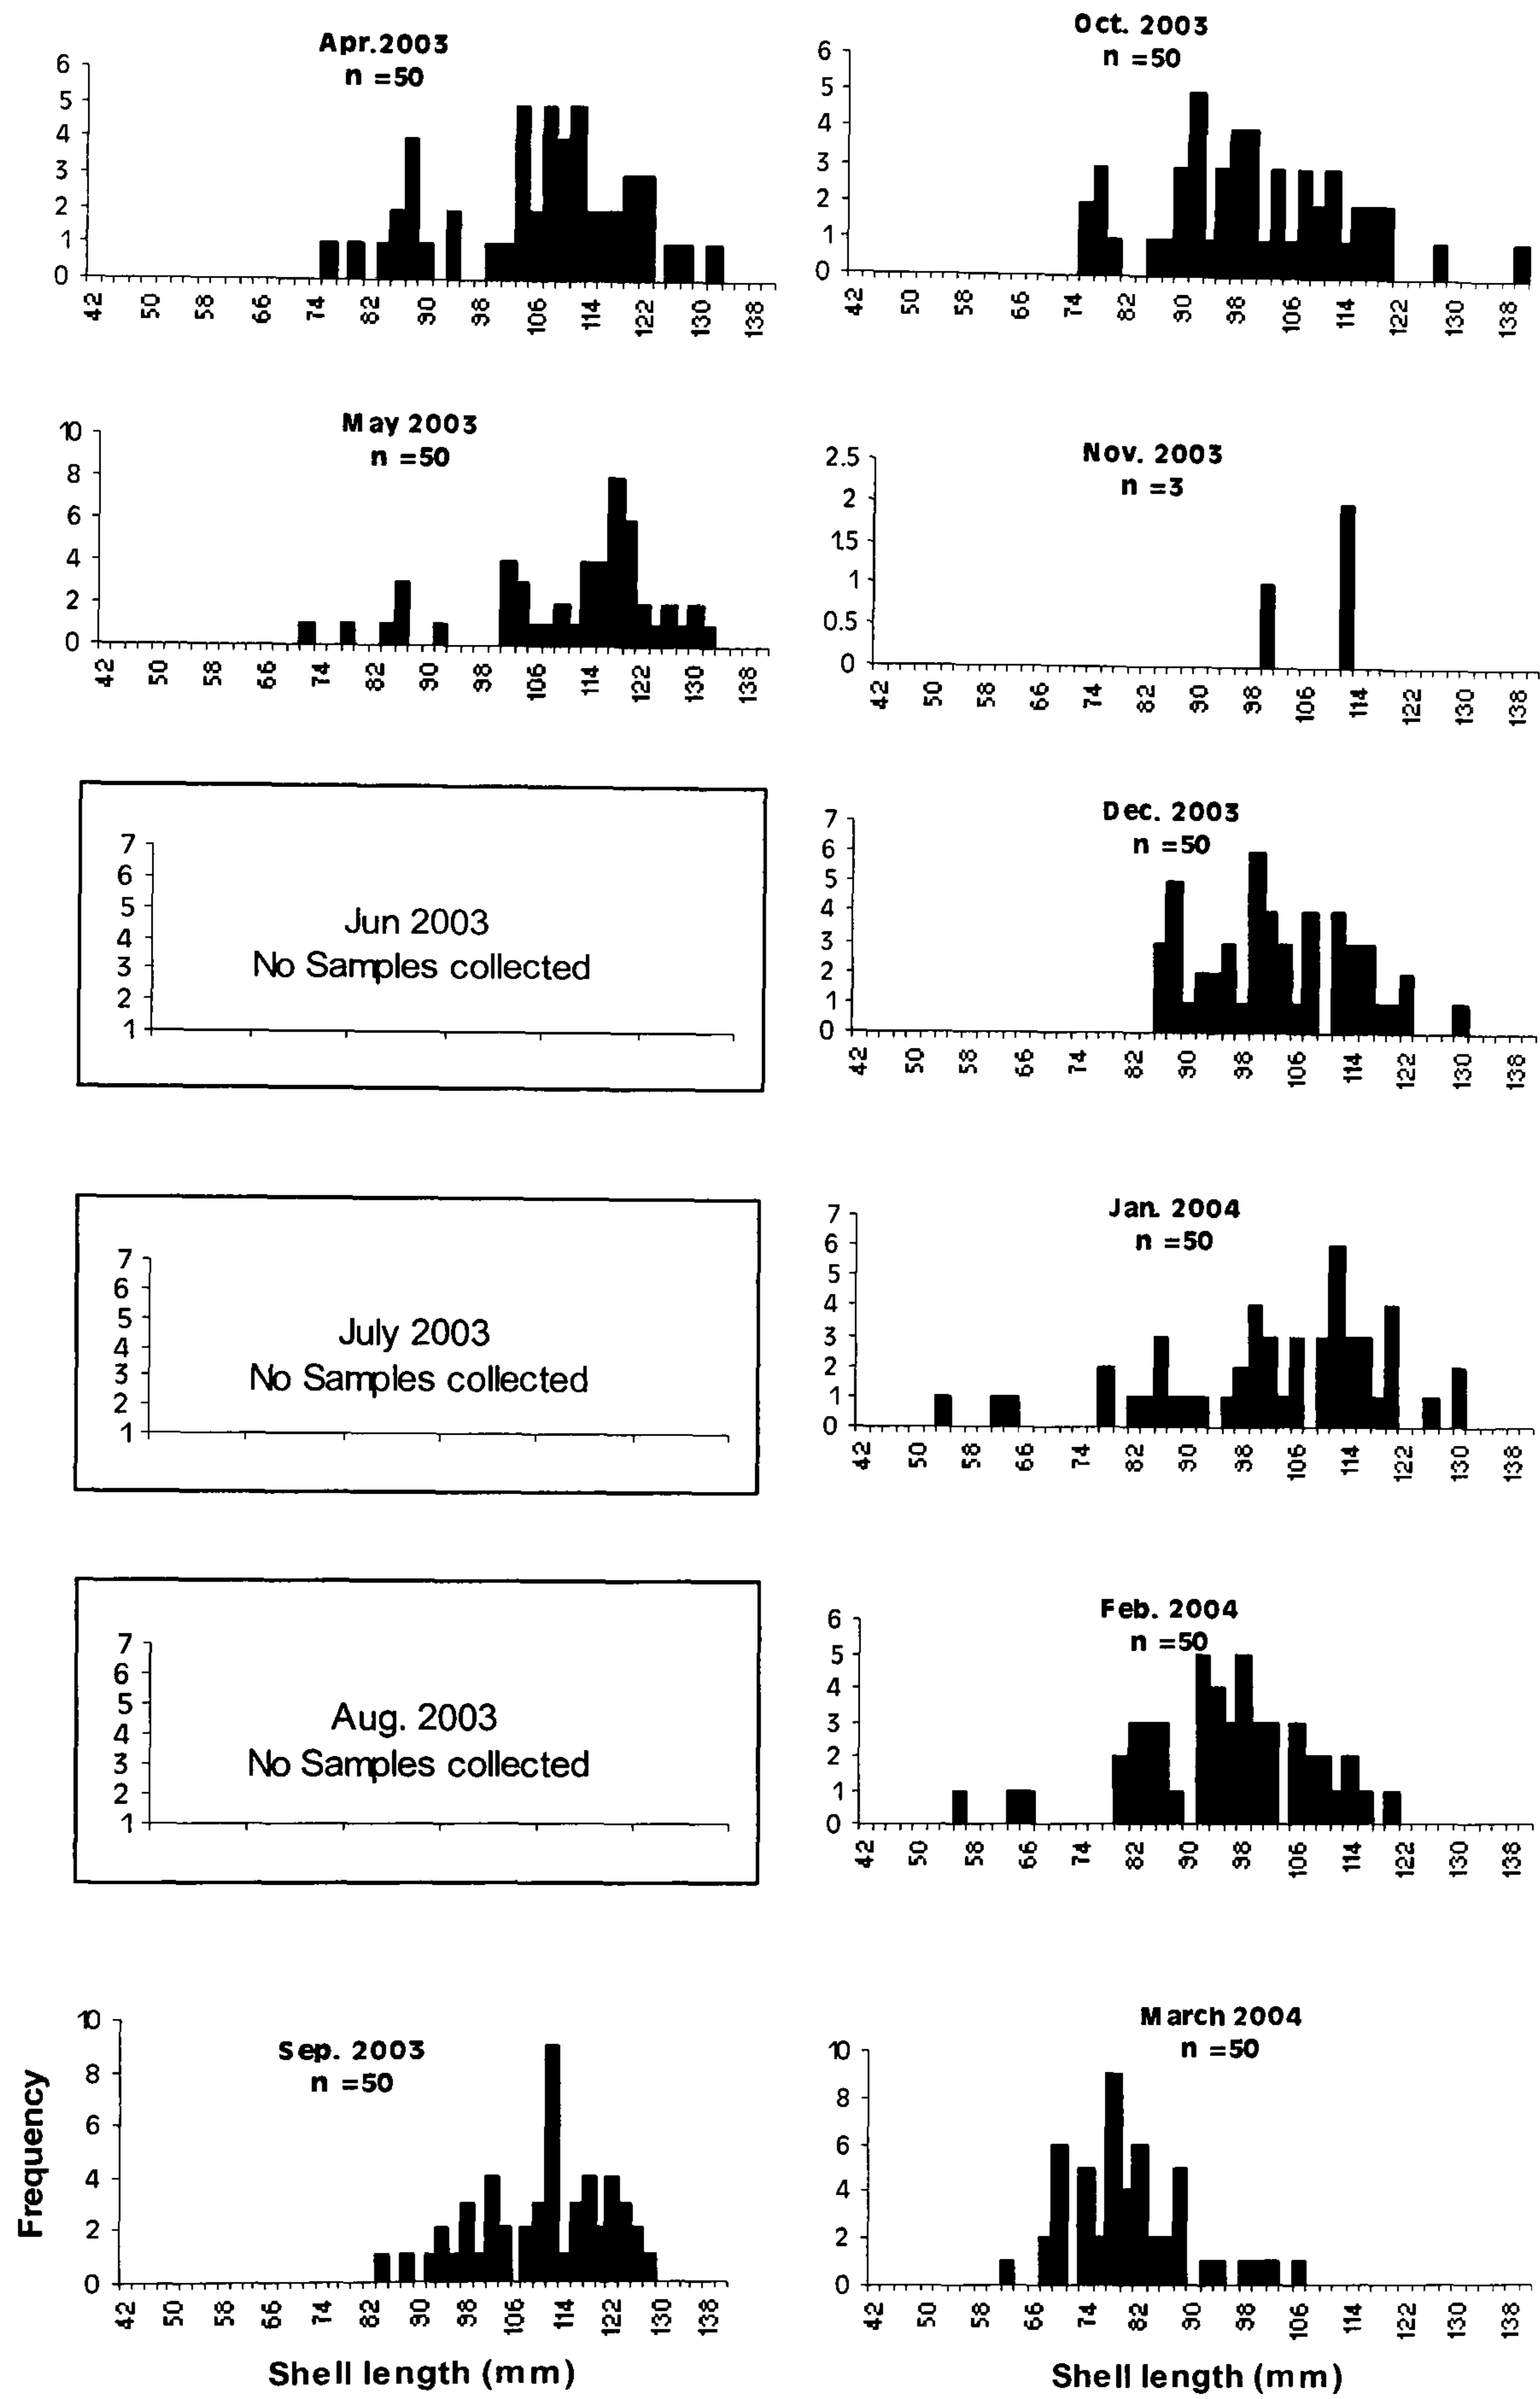 Apr.2003
n =50
6
5
4
3
2
1
0
42 50 58 66 74 82 90 98 106 114 122 130 138
May 2003
n =50
10
8
6
4
2
0
42 50 58 66 74 82 90 98 106 114 122 130 138
7
6
5
4
3
2
1
Jun 2003
No Samples collected
7
6
5
4
3
2
1
July 2003
No Samples collected
7
6
5
4
3
2
1
Aug. 2003
No Samples collected
Sep. 2003
n =50
10
8
6
4
2
0
Frequency
42 50 58 66 74 82 90 98 106 114 122 130 138
Shell length (mm)
Oct. 2003
n =50
6
5
4
3
2
1
0
42 50 58 66 74 82 90 98 106 114 122 130 138
Nov. 2003
n =3
2.5
2
1.5
1
0.5
0
42 50 58 66 74 82 90 98 106 114 122 130 138
Dec. 2003
n =50
7
6
5
4
3
2
1
0
42 50 58 66 74 82 90 98 106 114 122 130 138
Jan. 2004
n =50
7
6
5
4
3
2
1
0
42 50 58 66 74 82 90 98 106 114 122 130 138
Feb. 2004
n =50
6
5
4
3
2
1
0
42 50 58 66 74 82 90 98 106 114 122 130 138
March 2004
n =50
10
8
6
4
2
0
42 50 58 66 74 82 90 98 106 114 122 130 138
Shell length (mm)